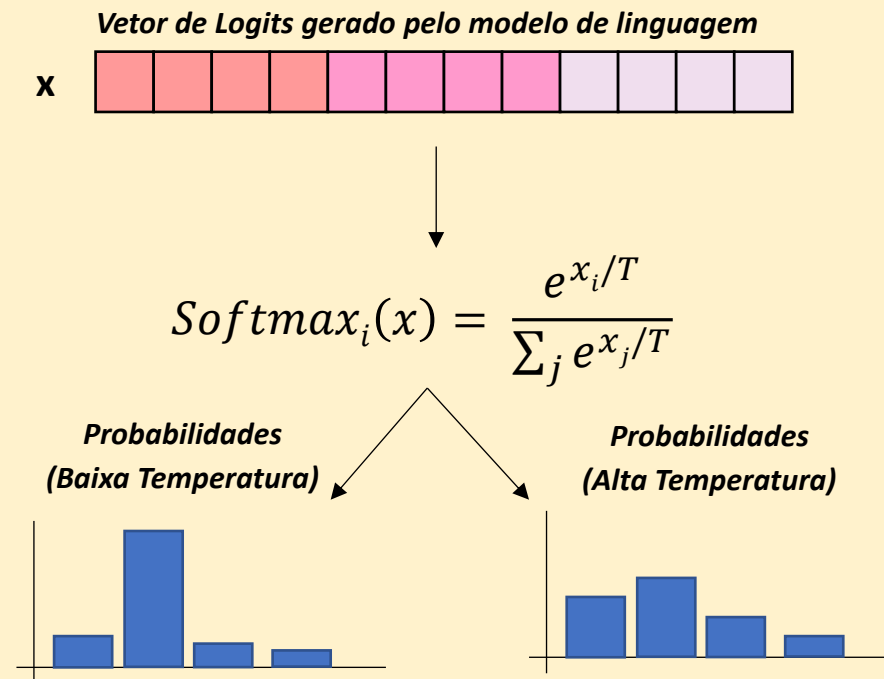 Vetor de Logits gerado pelo modelo de linguagem
x
Softmax_i(x) = e^{x_i/T} / ∑_j e^{x_j/T}
Probabilidades
(Baixa Temperatura)
Probabilidades
(Alta Temperatura)